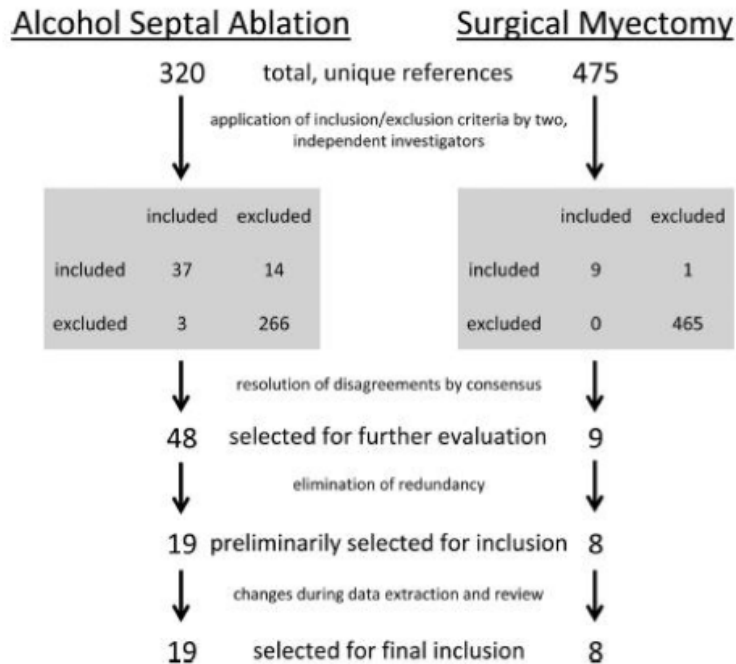 Alcohol Septal Ablation Surgical Myectomy
320 total, unique references 475
application of inclusion/exclusion criteria by two,
independent investigators
included excluded included excluded
included 37 14 included 9 1
excluded 3 266 excluded 0 465
resolution of disagreements by consensus
48 selected for further evaluation 9
elimination of redundancy
19 preliminarily selected for inclusion 8
changes during data extraction and review
19 selected for final inclusion 8